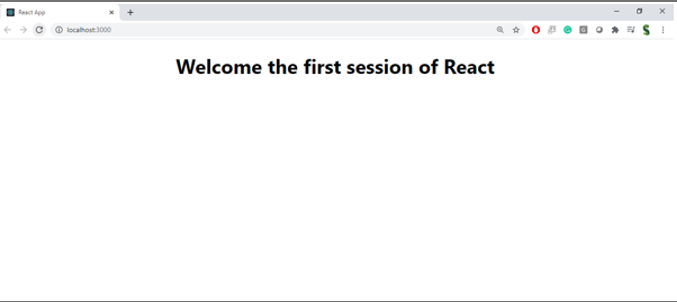 React App
localhost:3000
Welcome the first session of React